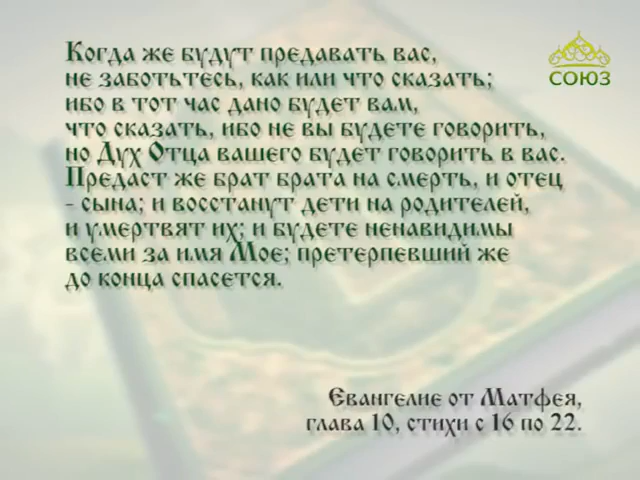 Когда же будут предавать вас,
не заботьтесь, как или что сказать;
ибо в тот час дано будет вам,
что сказать, ибо не вы будете говорить,
но Дух Отца вашего будет говорить в вас.
Предаст же брат брата на смерть, и отец
- сына; и восстанут дети на родителей,
и умертвят их; и будете ненавидимы
всеми за имя Мое; претерпевший же
до конца спасется.
СОЮЗ
Евангелие от Матфея,
глава 10, стихи с 16 по 22.